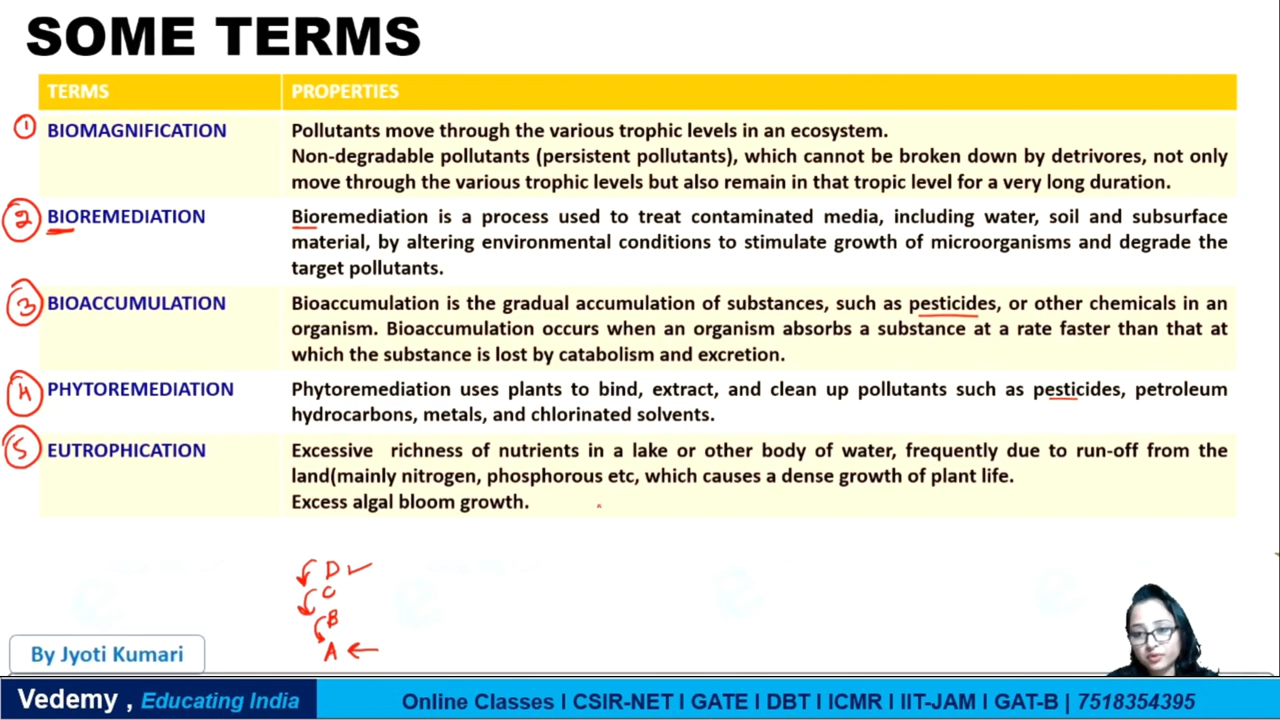 SOME TERMS
TERMS PROPERTIES
1 BIOMAGNIFICATION Pollutants move through the various trophic levels in an ecosystem.
Non-degradable pollutants (persistent pollutants), which cannot be broken down by detrivores, not only
move through the various trophic levels but also remain in that tropic level for a very long duration.
2 BIOREMEDIATION Bioremediation is a process used to treat contaminated media, including water, soil and subsurface
material, by altering environmental conditions to stimulate growth of microorganisms and degrade the
target pollutants.
3 BIOACCUMULATION Bioaccumulation is the gradual accumulation of substances, such as pesticides, or other chemicals in an
organism. Bioaccumulation occurs when an organism absorbs a substance at a rate faster than that at
which the substance is lost by catabolism and excretion.
4 PHYTOREMEDIATION Phytoremediation uses plants to bind, extract, and clean up pollutants such as pesticides, petroleum
hydrocarbons, metals, and chlorinated solvents.
5 EUTROPHICATION Excessive richness of nutrients in a lake or other body of water, frequently due to run-off from the
land(mainly nitrogen, phosphorous etc, which causes a dense growth of plant life.
Excess algal bloom growth.
D
C
B
A
By Jyoti Kumari
Vedemy , Educating India Online Classes I CSIR-NET I GATE I DBT I ICMR I IIT-JAM I GAT-B | 7518354395